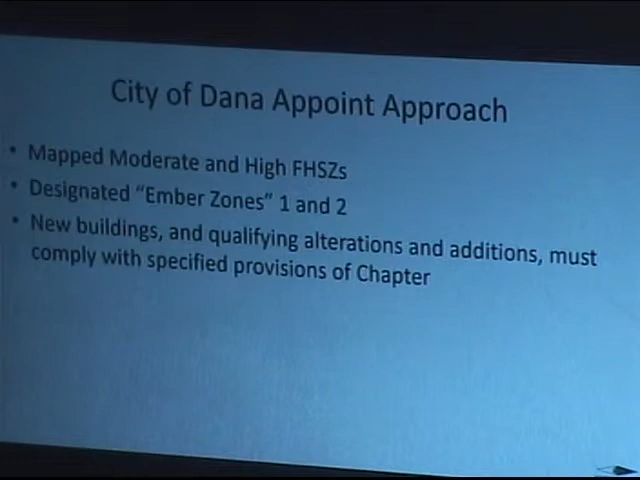 City of Dana Appoint Approach
• Mapped Moderate and High FHSZs
• Designated “Ember Zones” 1 and 2
• New buildings, and qualifying alterations and additions, must
comply with specified provisions of Chapter